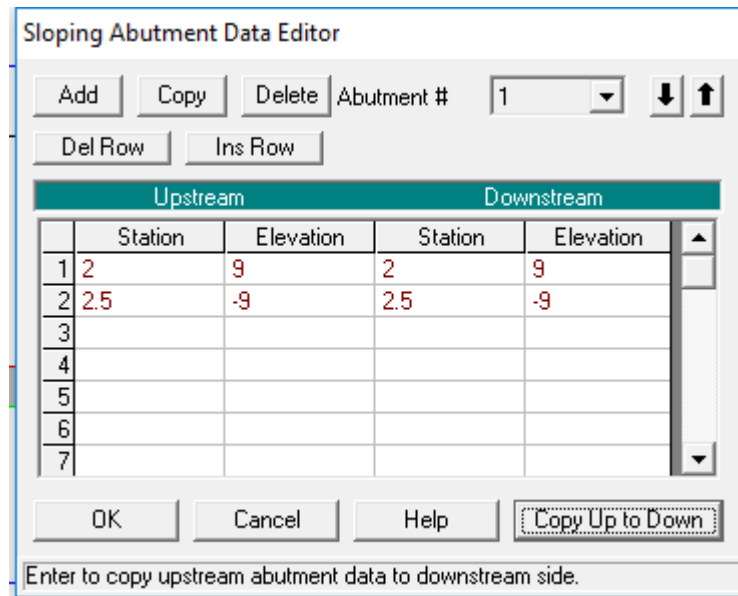 Sloping Abutment Data Editor
Add Copy Delete Abutment # 1
Del Row Ins Row
Upstream Downstream
Station Elevation Station Elevation
1 2 9 2 9
2 2.5 -9 2.5 -9
3
4
5
6
7
OK Cancel Help Copy Up to Down
Enter to copy upstream abutment data to downstream side.